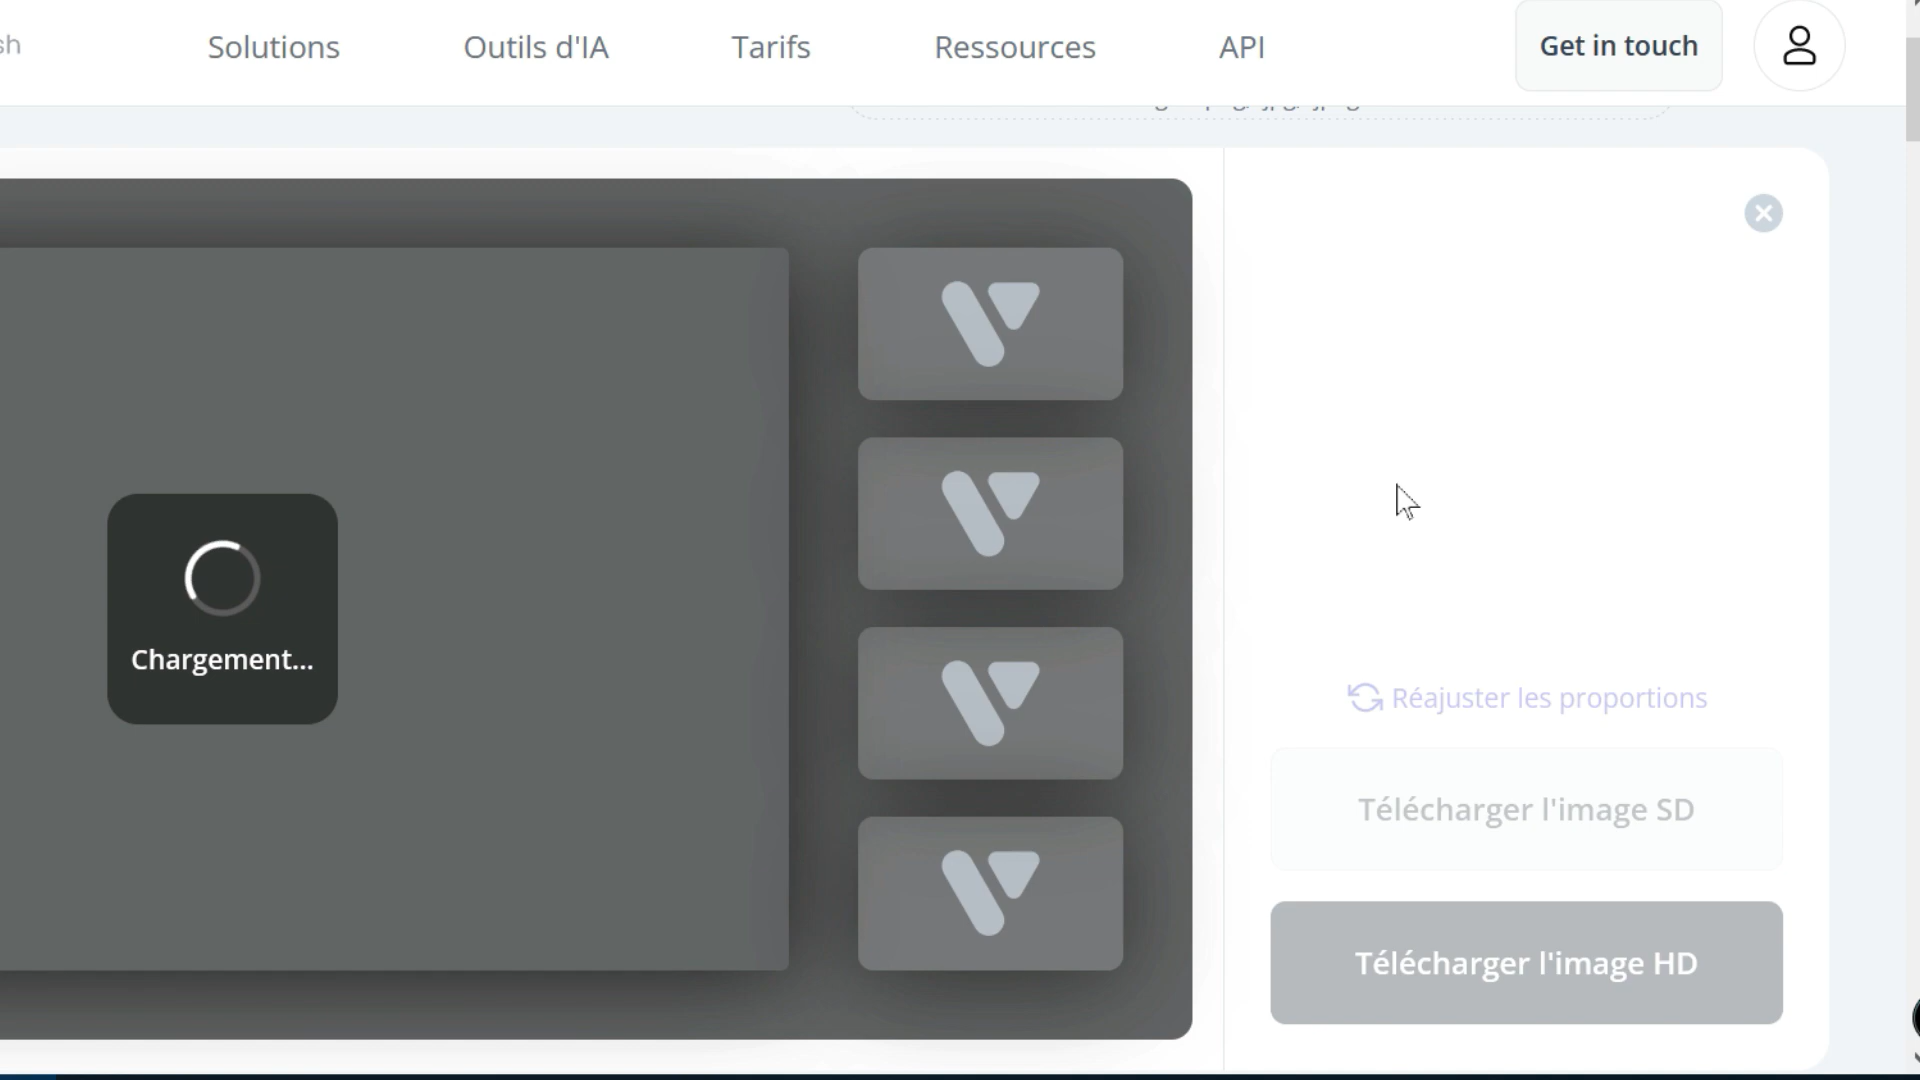 sh Solutions Outils d'IA Tarifs Ressources API Get in touch
Chargement...
Réajuster les proportions
Télécharger l'image SD
Télécharger l'image HD